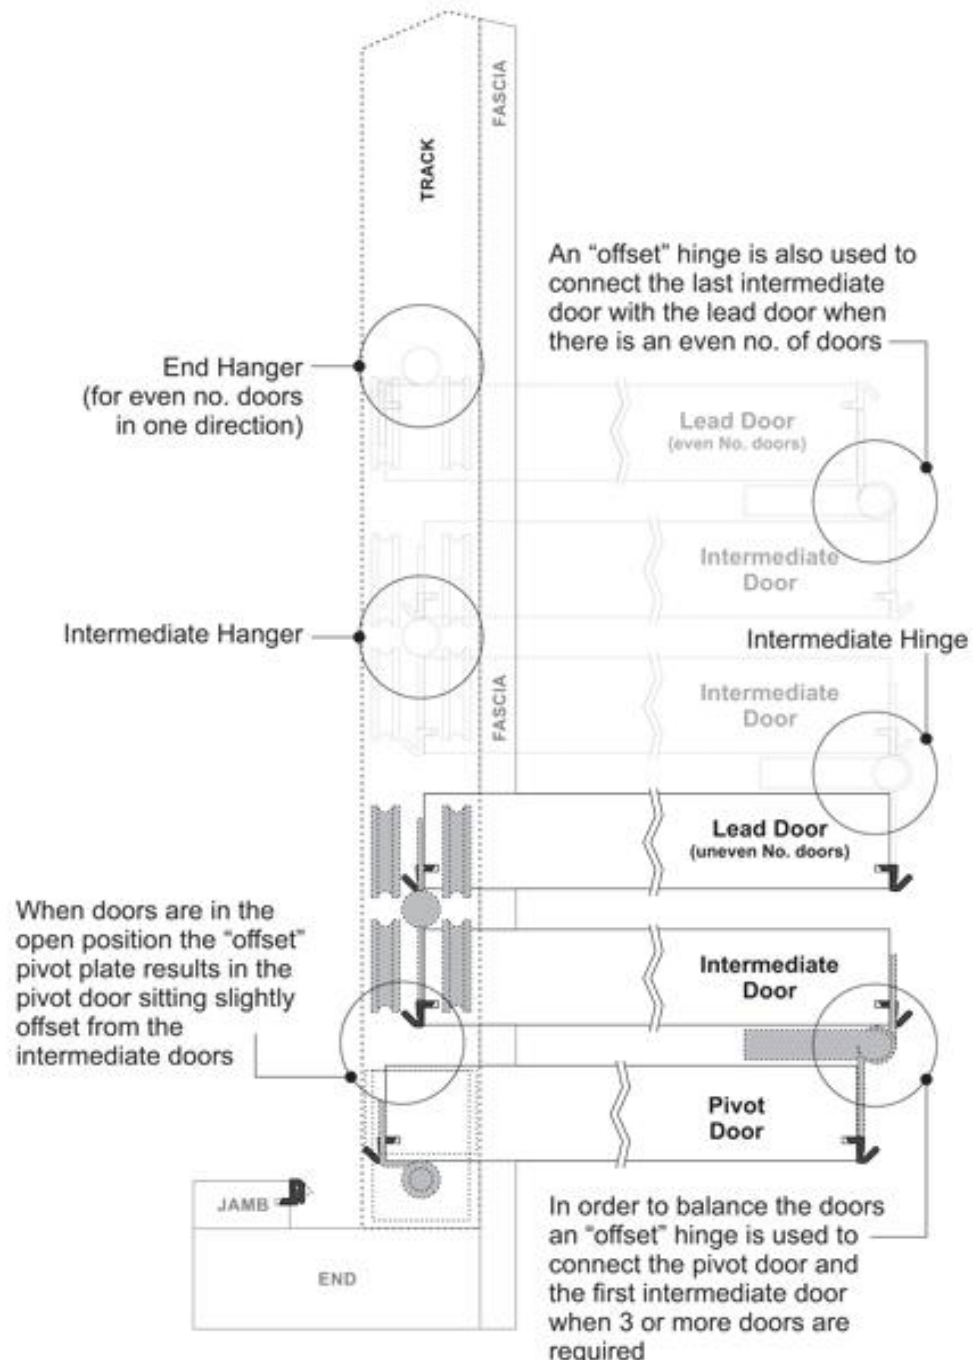 FASCIA
TRACK
An “offset” hinge is also used to
connect the last intermediate
door with the lead door when
there is an even no. of doors
End Hanger
(for even no. doors
in one direction)
Lead Door
(even No. doors)
Intermediate
Door
Intermediate Hanger
Intermediate Hinge
Intermediate
Door
FASCIA
Lead Door
(uneven No. doors)
When doors are in the
open position the “offset”
pivot plate results in the
pivot door sitting slightly
offset from the
intermediate doors
Intermediate
Door
Pivot
Door
JAMB
END
In order to balance the doors
an “offset” hinge is used to
connect the pivot door and
the first intermediate door
when 3 or more doors are
required